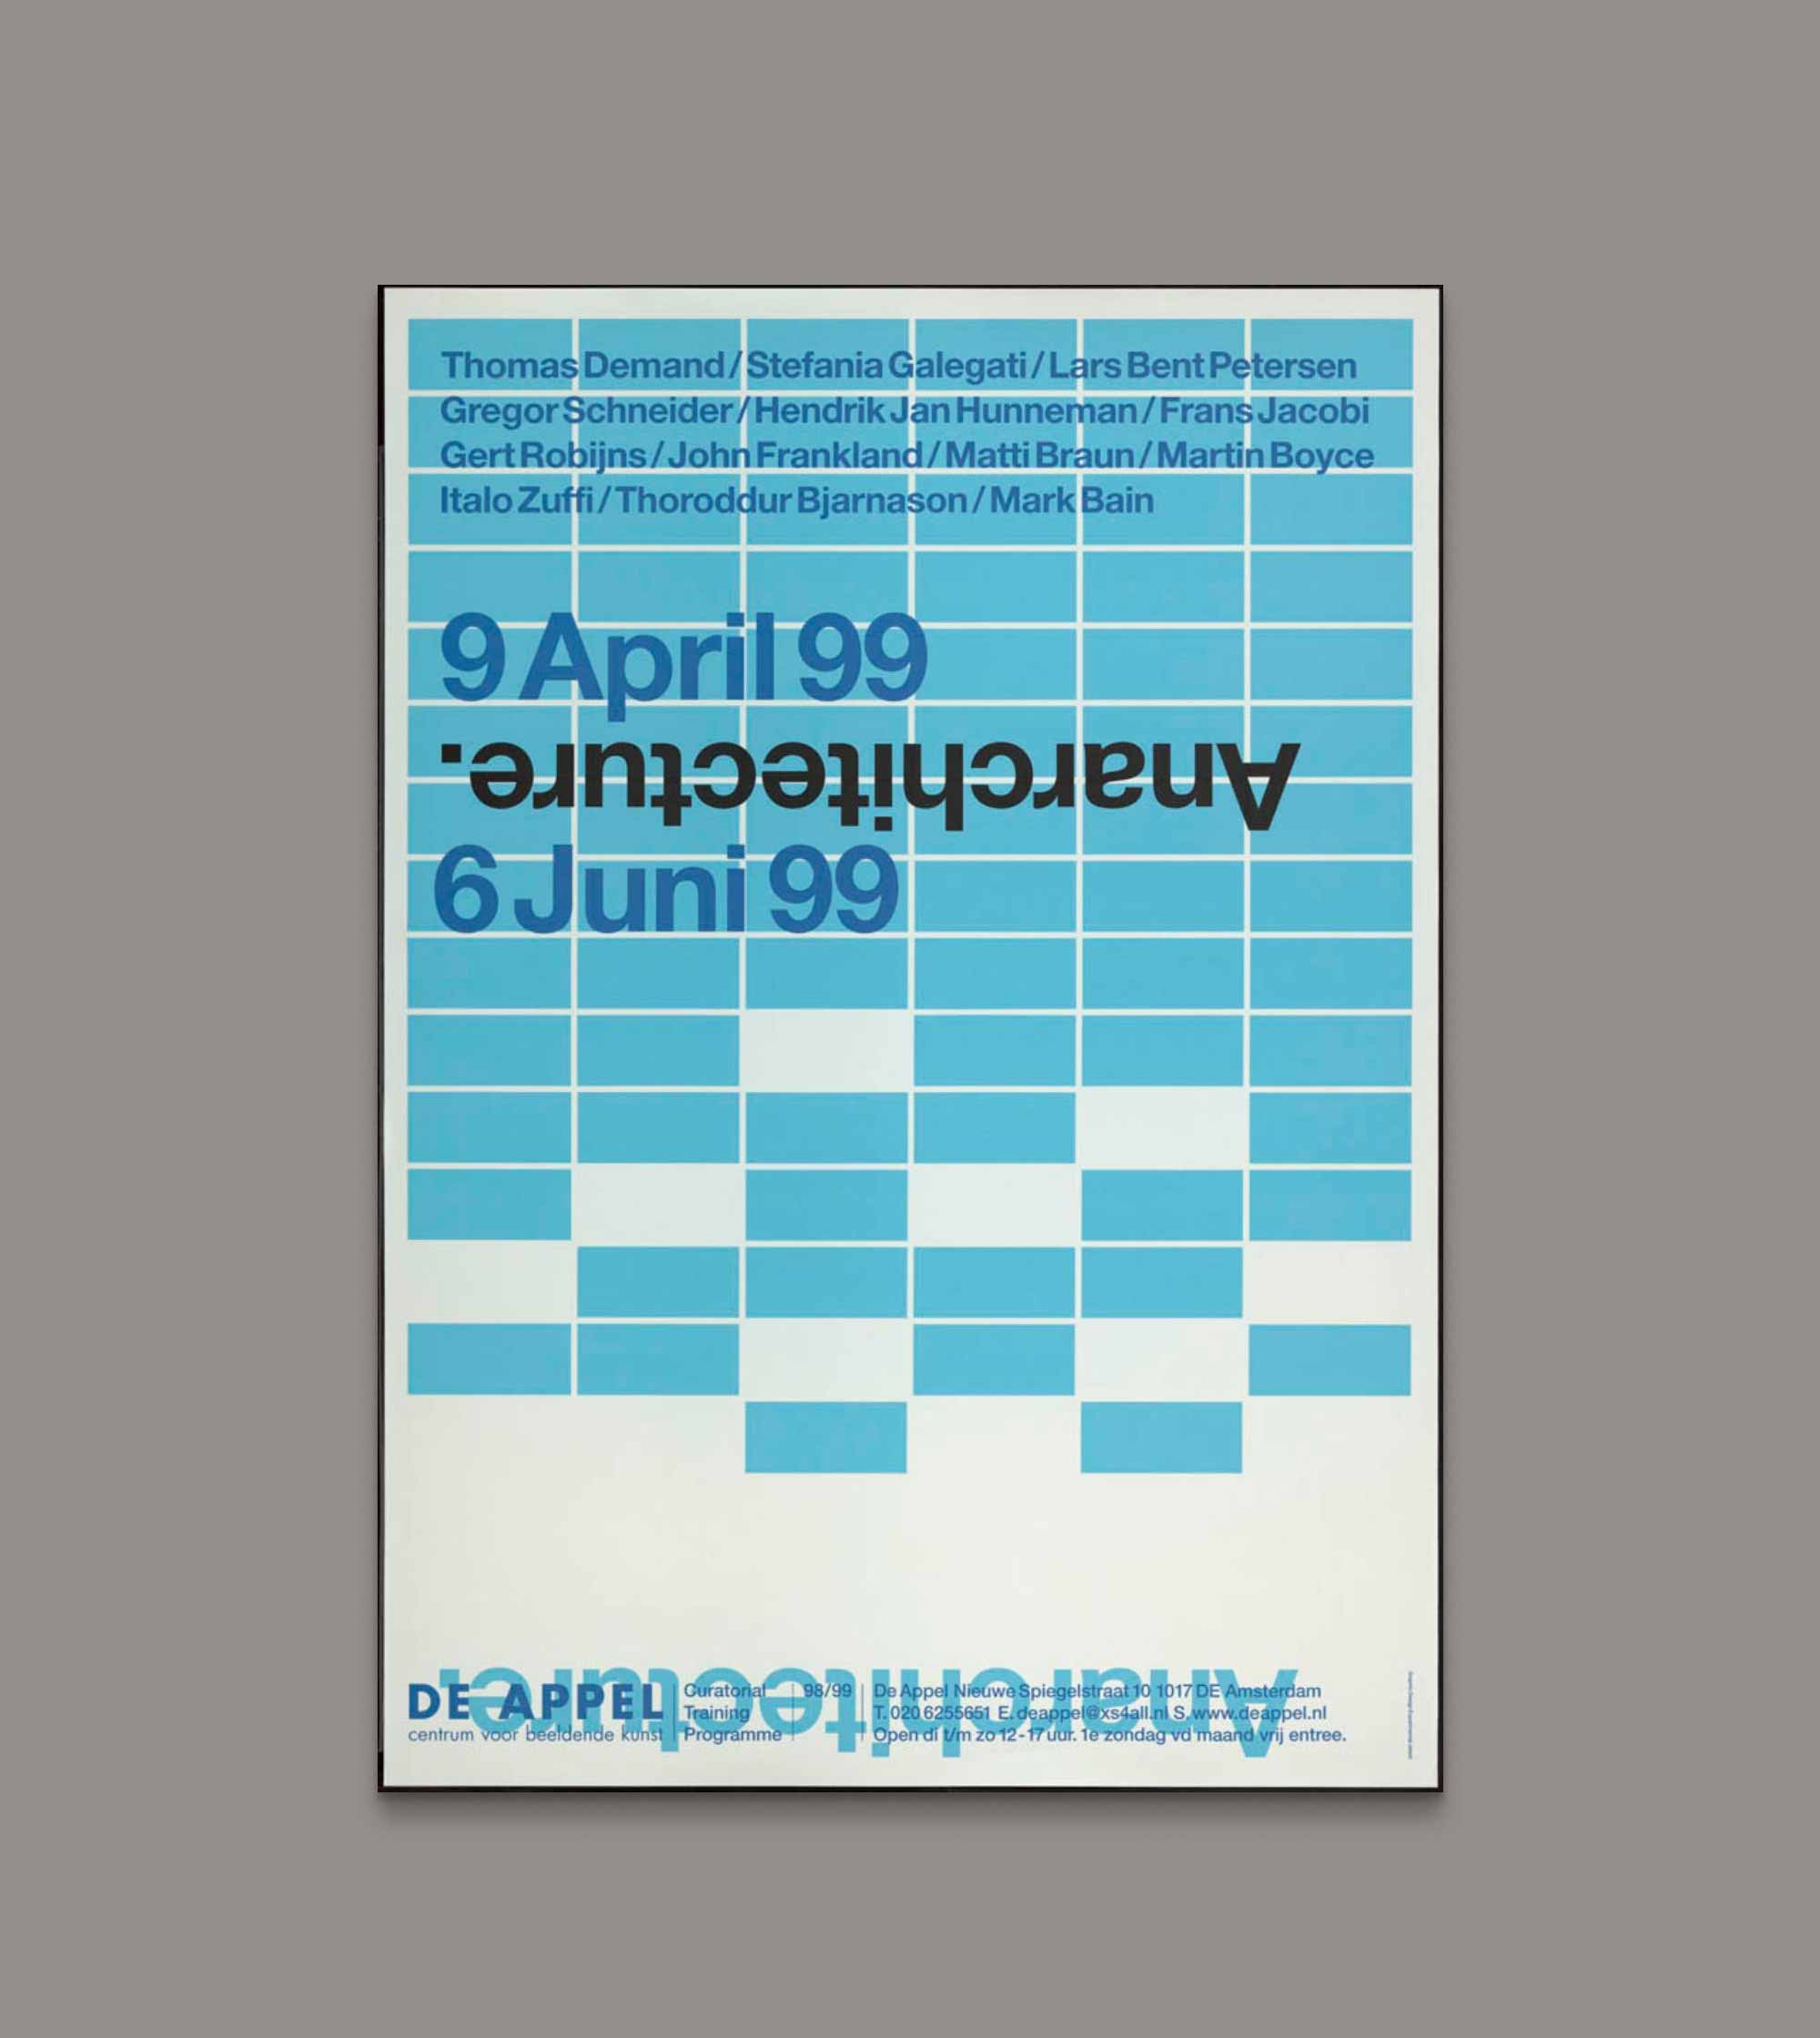 Thomas Demand/Stefania Galegati/Lars Bent Petersen
Gregor Schneider/Hendrik Jan Hunneman/Frans Jacobi
Gert Robijns/John Frankland/Matti Braun/Martin Boyce
Italo Zuffi/Thoroddur Bjarnason/Mark Bain
9 April 99
Anarchitecture.
6 Juni 99
Anarchitecture.
DE APPEL
centrum voor beeldende kunst
Curatorial
Training
Programme
98/99
De Appel Nieuwe Spiegelstraat 10 1017 DE Amsterdam
T. 020 6255651 E. deappel@xs4all.nl S. www.deappel.nl
Open di t/m zo 12-17 uur. 1e zondag vd maand vrij entree.